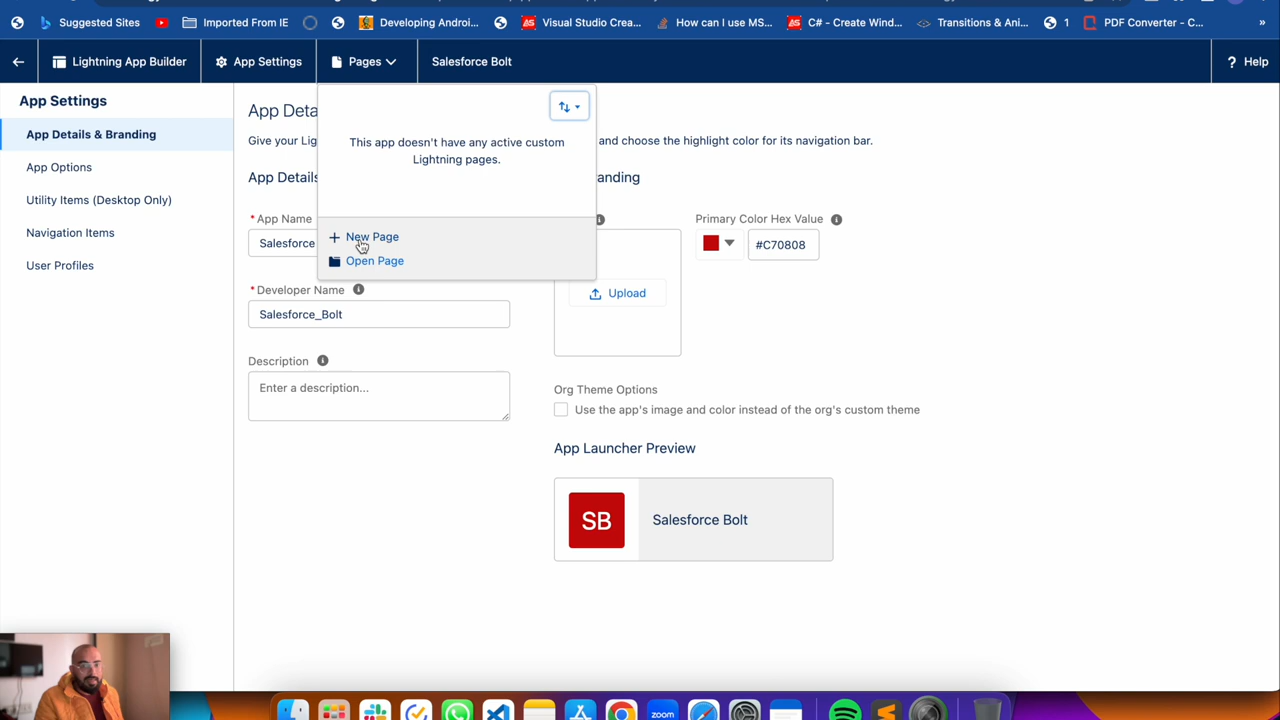 Suggested Sites
Imported From IE
Developing Androi...
Visual Studio Crea...
How can I use MS...
C# - Create Wind...
Transitions & Ani...
1
PDF Converter - C...
»
Lightning App Builder
App Settings
Pages
Salesforce Bolt
? Help
App Settings
App Details & Branding
App Options
Utility Items (Desktop Only)
Navigation Items
User Profiles
App Deta
Give your Lig
and choose the highlight color for its navigation bar.
This app doesn't have any active custom
Lightning pages.
New Page
Open Page
App Details
anding
* App Name
Salesforce
Primary Color Hex Value
#C70808
Upload
* Developer Name
Salesforce_Bolt
Description
Enter a description...
Org Theme Options
Use the app's image and color instead of the org's custom theme
App Launcher Preview
SB
Salesforce Bolt
zoom